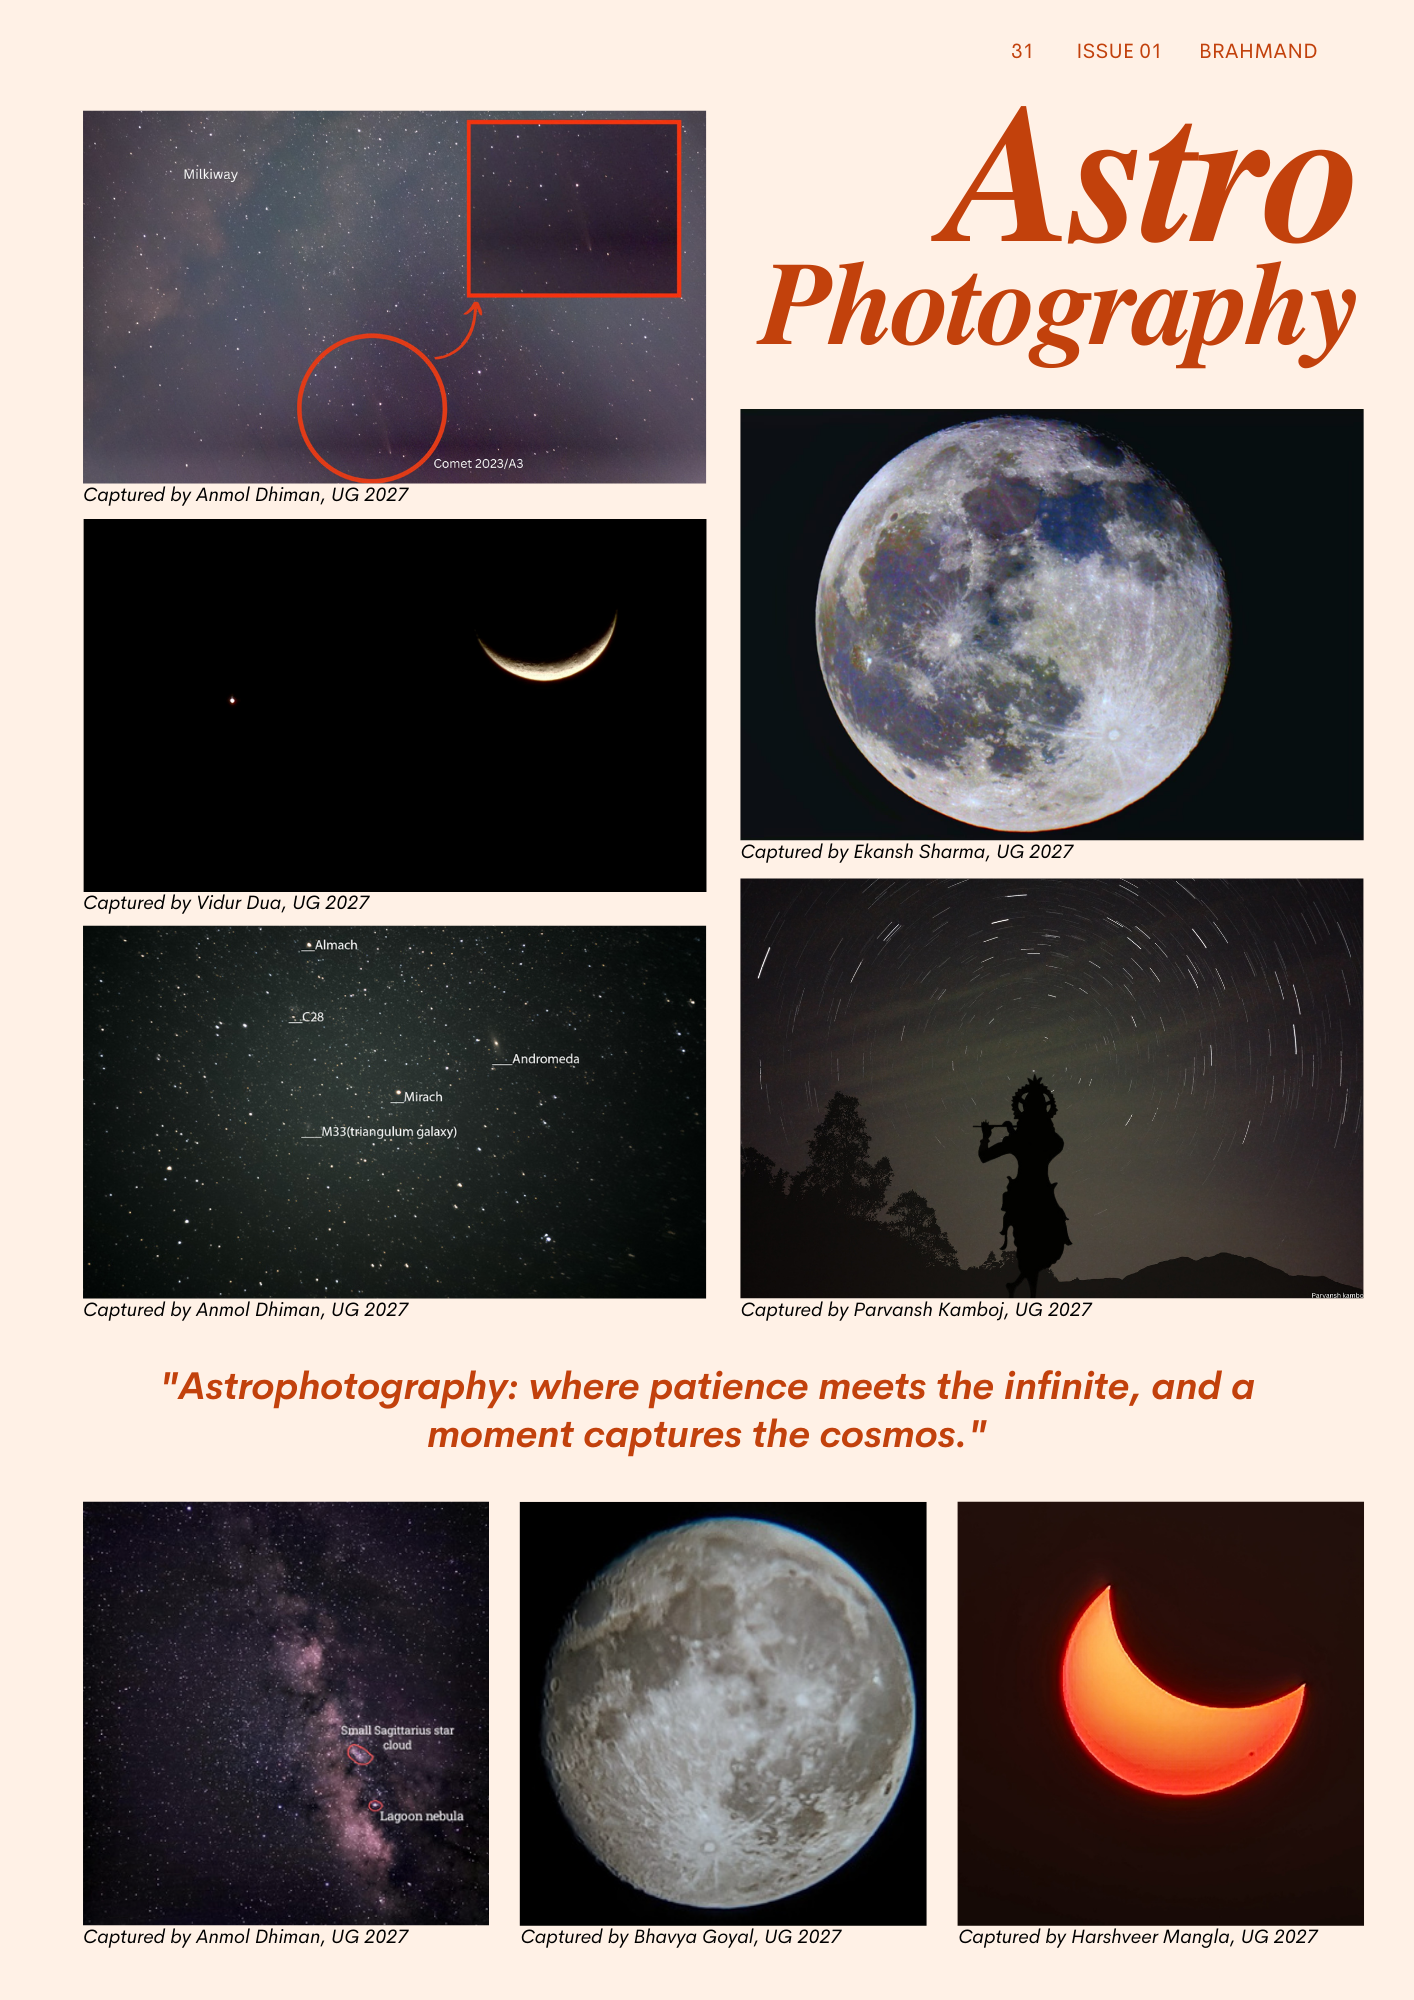 31 ISSUE 01 BRAHMAND
Astro
Photography
Milkiway
Comet 2023/A3
Captured by Anmol Dhiman, UG 2027
Captured by Vidur Dua, UG 2027
Almach
C28
Andromeda
Mirach
M33(triangulum galaxy)
Captured by Anmol Dhiman, UG 2027
Captured by Ekansh Sharma, UG 2027
Parvansh kambo
Captured by Parvansh Kamboj, UG 2027
"Astrophotography: where patience meets the infinite, and a
moment captures the cosmos."
Small Sagittarius star
cloud
Lagoon nebula
Captured by Anmol Dhiman, UG 2027
Captured by Bhavya Goyal, UG 2027
Captured by Harshveer Mangla, UG 2027